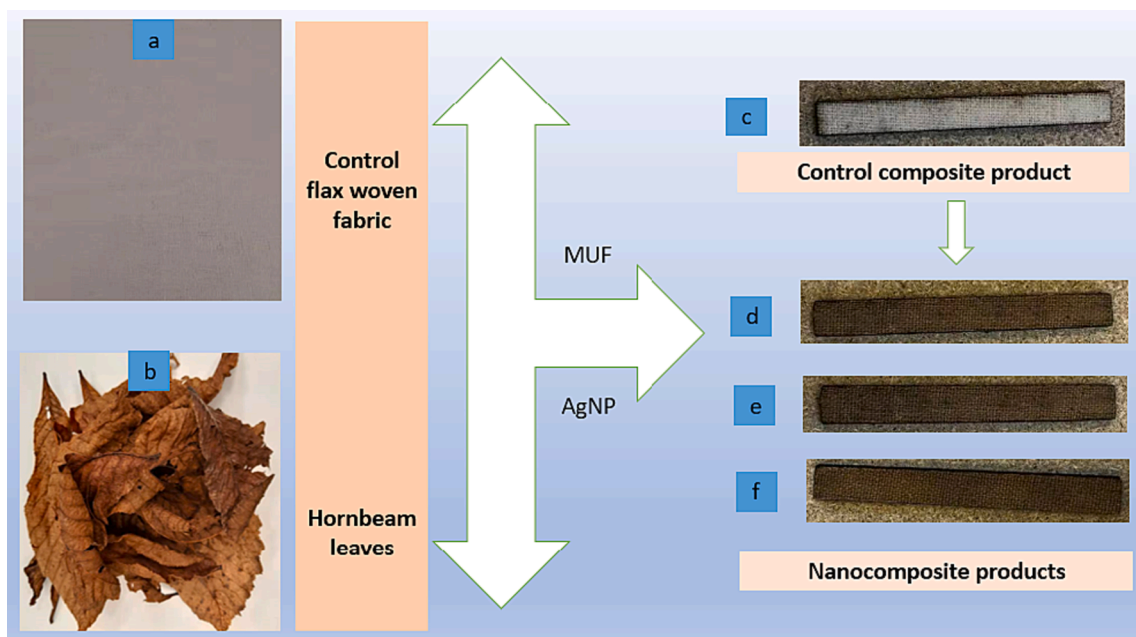 a
Control
flax woven
fabric
b
Hornbeam
leaves
MUF
AgNP
c
Control composite product
d
e
f
Nanocomposite products